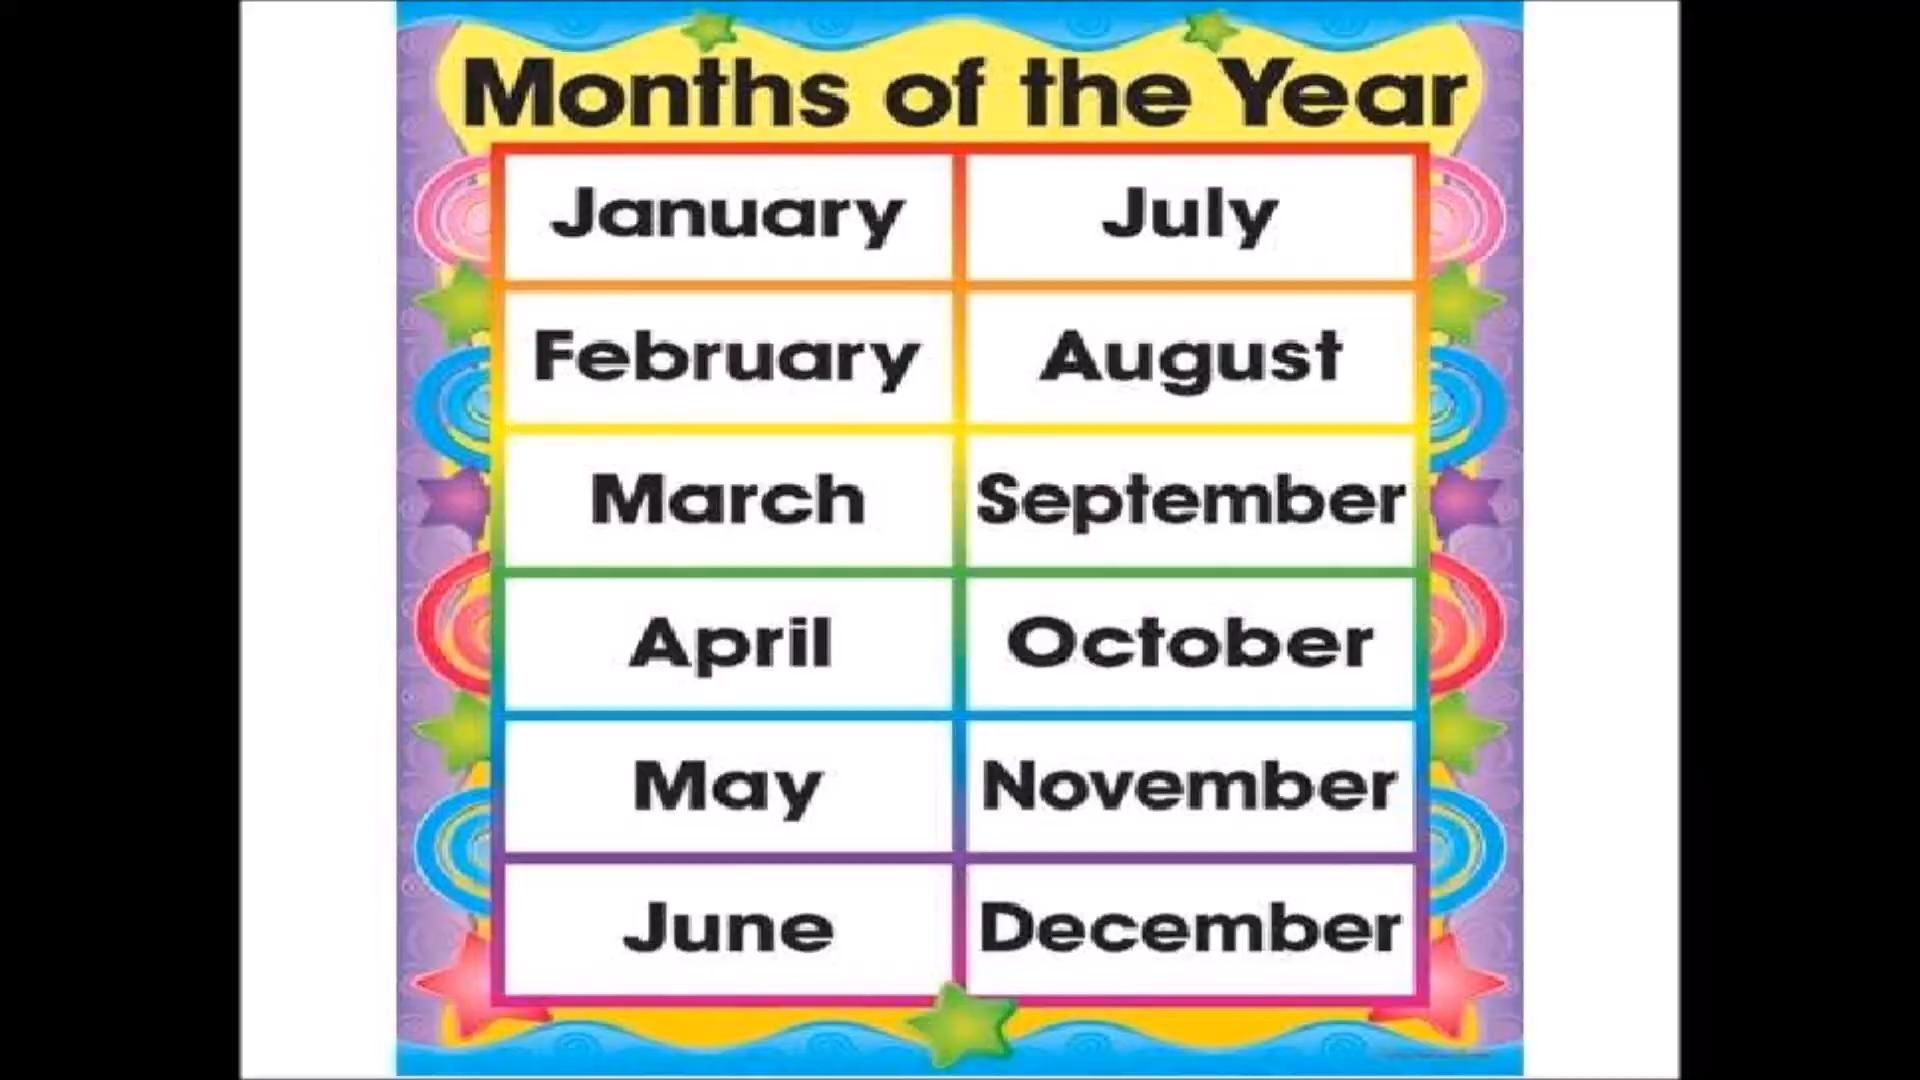 Months of the Year
January
July
February
August
March
September
April
October
May
November
June
December